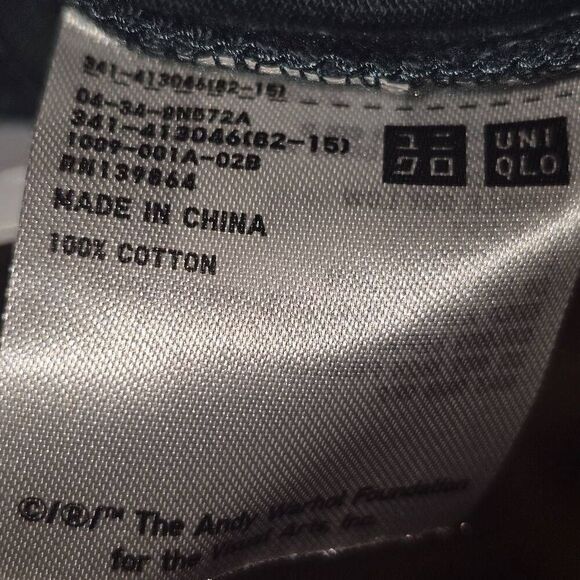 341-413046(82-15)
04-34-8N572A
341-413046(82-15)
1009-001A-02B
RN139864
MADE IN CHINA
100% COTTON
ユニ
クロ
UNI
QLO
©/®/™ The Andy Warhol Foundation
for the Visual Arts Inc